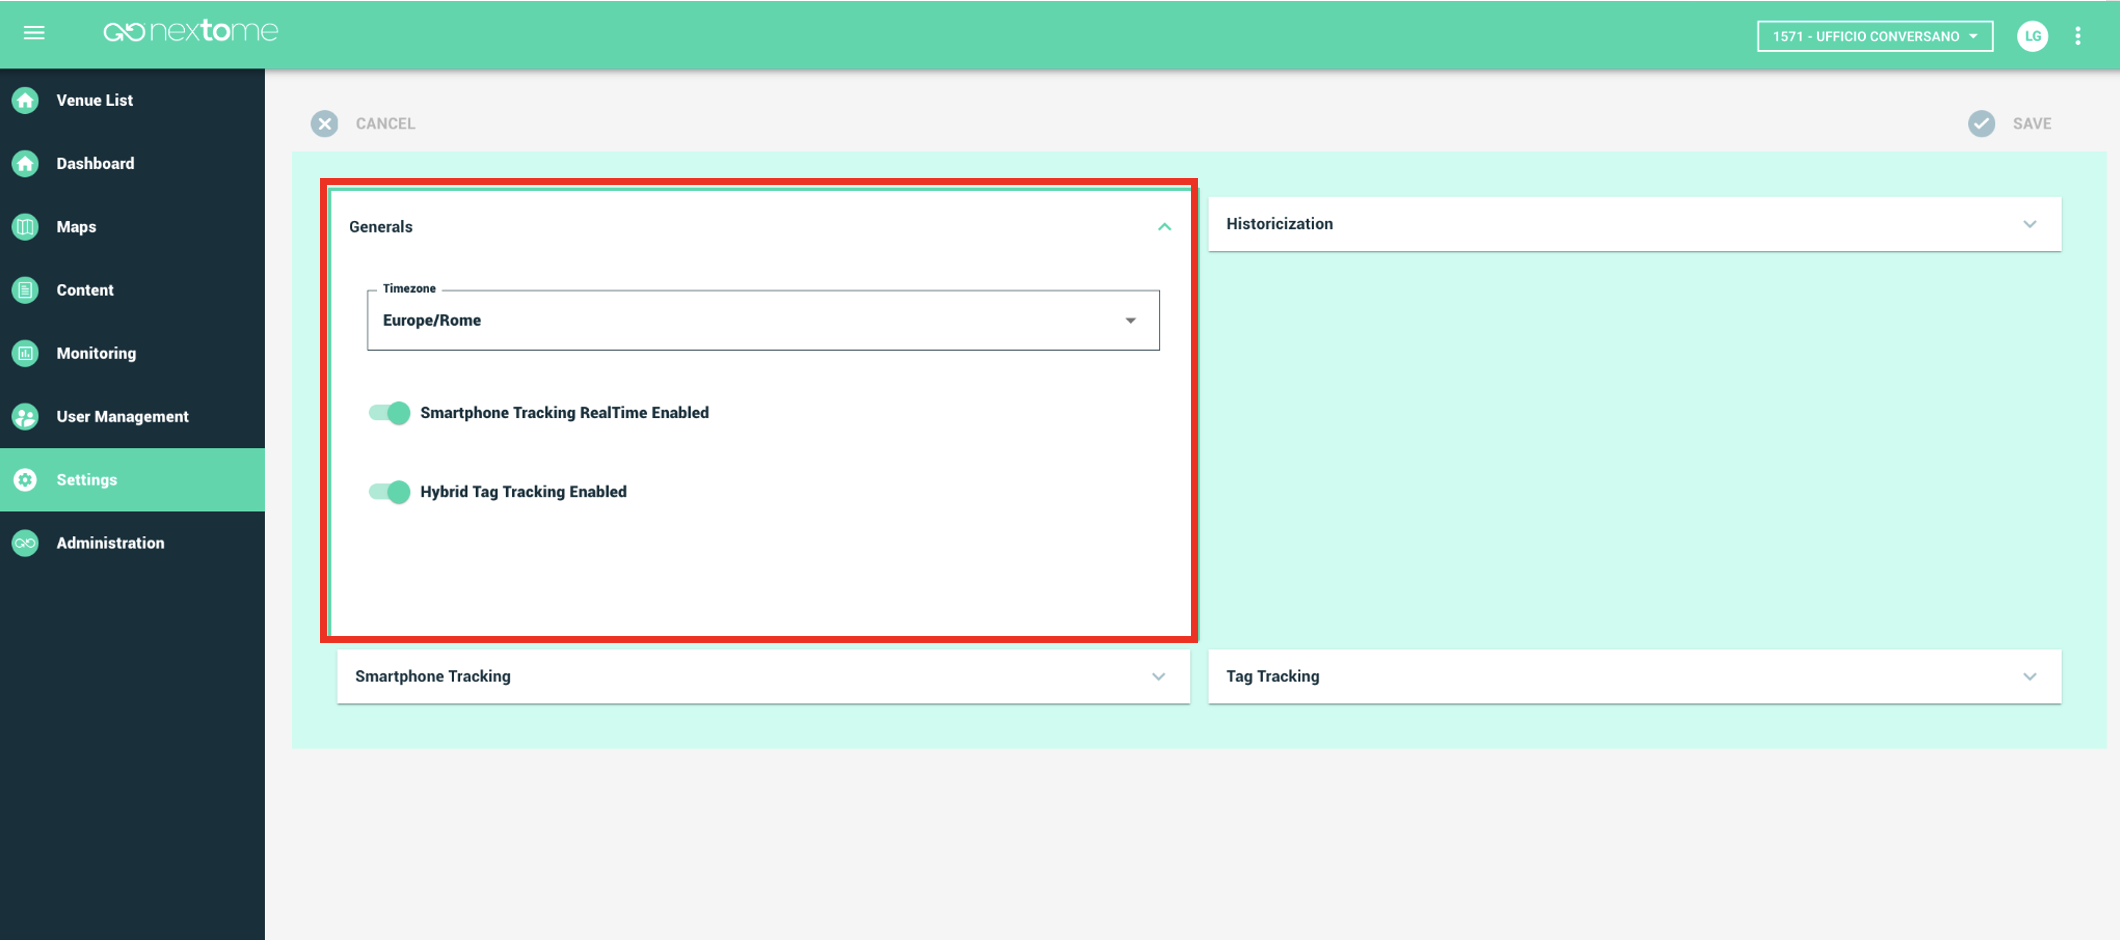 nextome
1571 - UFFICIO CONVERSANO
LG
Venue List
Dashboard
Maps
Content
Monitoring
User Management
Settings
Administration
CANCEL
SAVE
Generals
Timezone
Europe/Rome
Smartphone Tracking RealTime Enabled
Hybrid Tag Tracking Enabled
Historicization
Smartphone Tracking
Tag Tracking